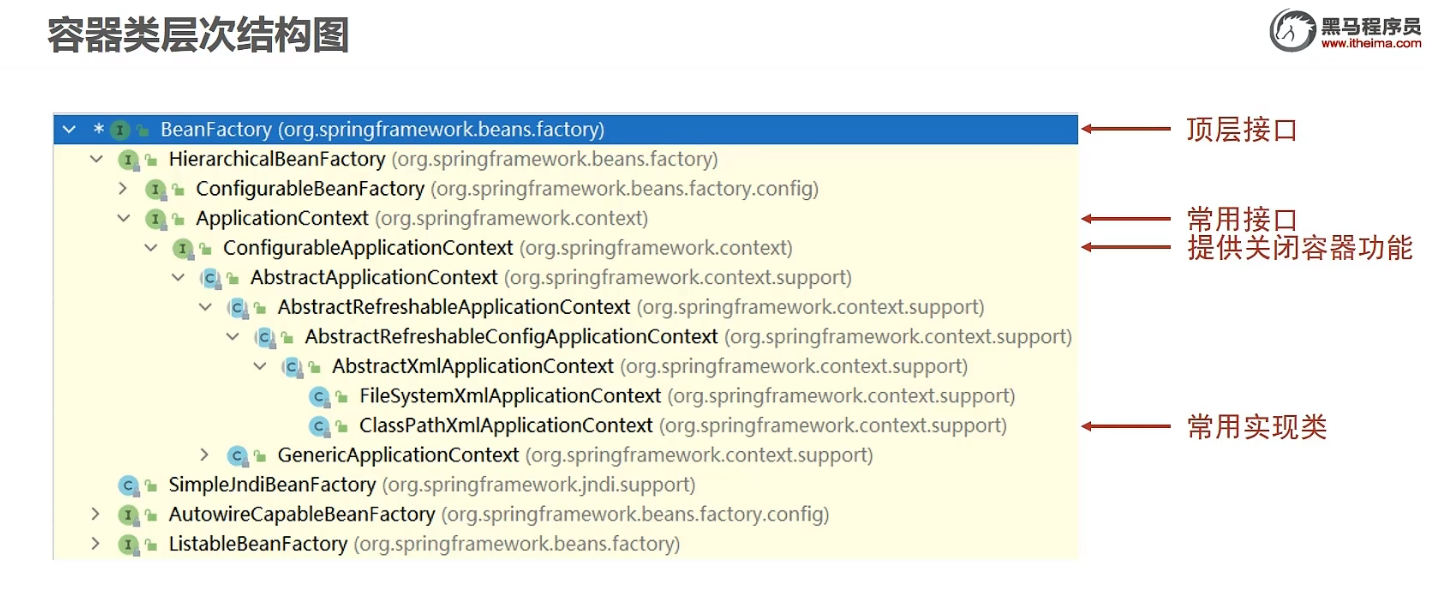 容器类层次结构图
黑马程序员
www.itheima.com
* I BeanFactory (org.springframework.beans.factory)
顶层接口
I HierarchicalBeanFactory (org.springframework.beans.factory)
I ConfigurableBeanFactory (org.springframework.beans.factory.config)
I ApplicationContext (org.springframework.context)
常用接口
I ConfigurableApplicationContext (org.springframework.context)
提供关闭容器功能
C AbstractApplicationContext (org.springframework.context.support)
C AbstractRefreshableApplicationContext (org.springframework.context.support)
C AbstractRefreshableConfigApplicationContext (org.springframework.context.support)
C AbstractXmlApplicationContext (org.springframework.context.support)
C FileSystemXmlApplicationContext (org.springframework.context.support)
C ClassPathXmlApplicationContext (org.springframework.context.support)
常用实现类
C GenericApplicationContext (org.springframework.context.support)
C SimpleJndiBeanFactory (org.springframework.jndi.support)
I AutowireCapableBeanFactory (org.springframework.beans.factory.config)
I ListableBeanFactory (org.springframework.beans.factory)